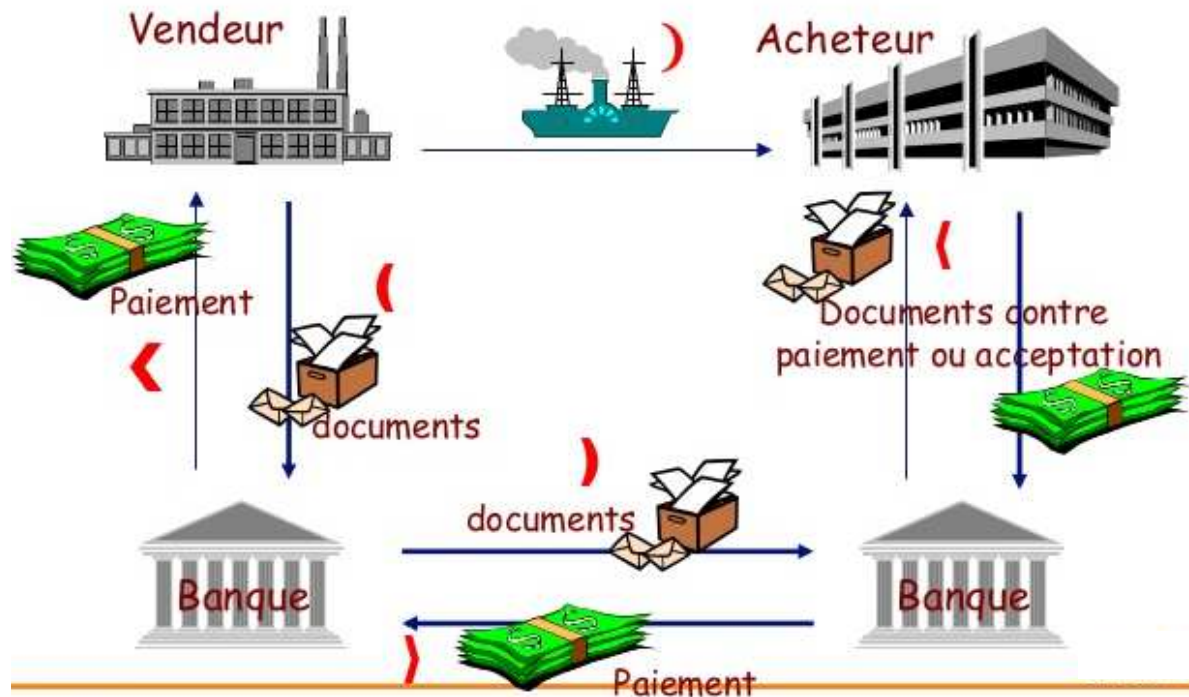 Vendeur
Acheteur
Paiement
documents
Documents contre
paiement ou acceptation
documents
Banque
Banque
Paiement